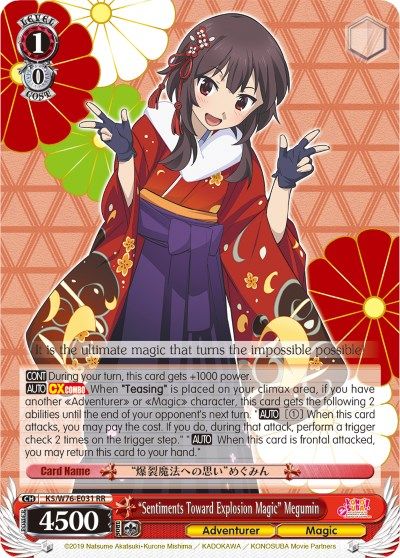 LEVEL
1
0
COST
It is the ultimate magic that turns the impossible possible.
CONT During your turn, this card gets +1000 power.
AUTO CX COMBO When "Teasing" is placed on your climax area, if you have
another «Adventurer» or «Magic» character, this card gets the following 2
abilities until the end of your opponent's next turn. "AUTO [(1)] When this card
attacks, you may pay the cost. If you do, during that attack, perform a trigger
check 2 times on the trigger step." "AUTO When this card is frontal attacked,
you may return this card to your hand."
Card Name
"爆裂魔法への思い"めぐみん
CH KS/W76-E031 RR
POWER 4500
"Sentiments Toward Explosion Magic" Megumin
Adventurer Magic
©2019 Natsume Akatsuki・Kurone Mishima / KADOKAWA / KONOSUBA Movie Partners